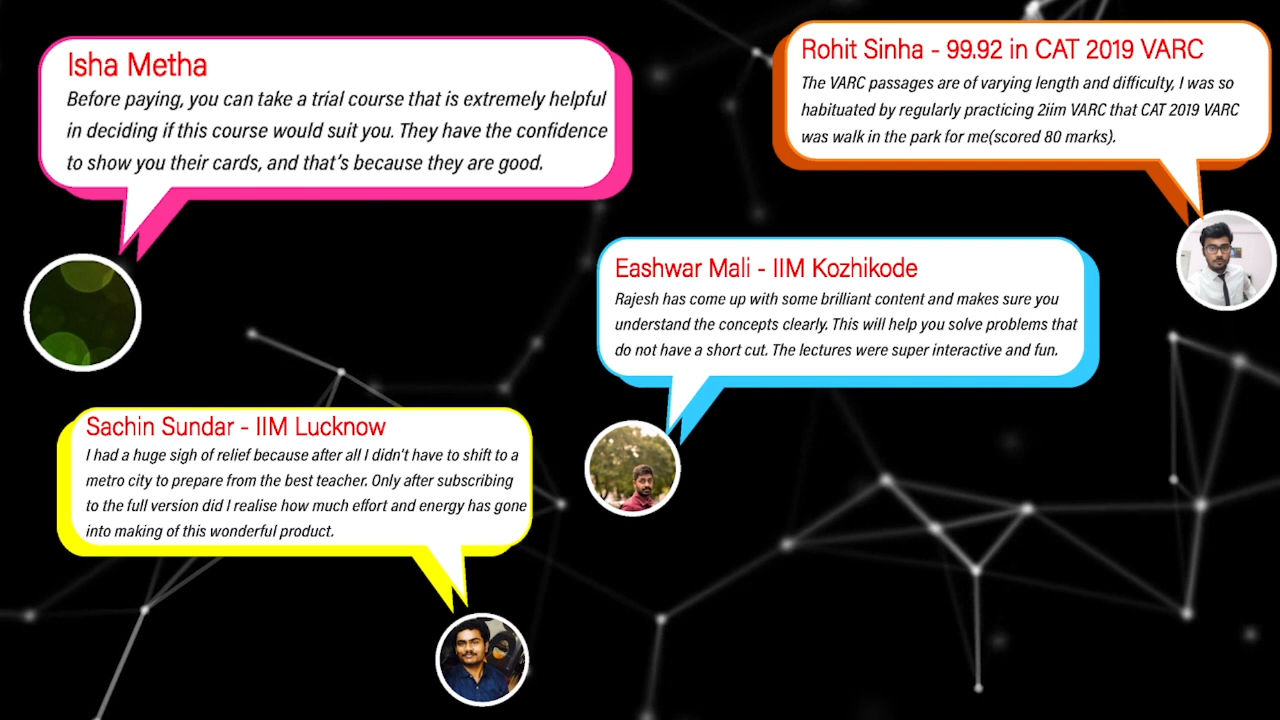 Isha Metha
Before paying, you can take a trial course that is extremely helpful
in deciding if this course would suit you. They have the confidence
to show you their cards, and that's because they are good.
Rohit Sinha - 99.92 in CAT 2019 VARC
The VARC passages are of varying length and difficulty, I was so
habituated by regularly practicing 2iim VARC that CAT 2019 VARC
was walk in the park for me(scored 80 marks).
Eashwar Mali - IIM Kozhikode
Rajesh has come up with some brilliant content and makes sure you
understand the concepts clearly. This will help you solve problems that
do not have a short cut. The lectures were super interactive and fun.
Sachin Sundar - IIM Lucknow
I had a huge sigh of relief because after all I didn't have to shift to a
metro city to prepare from the best teacher. Only after subscribing
to the full version did I realise how much effort and energy has gone
into making of this wonderful product.